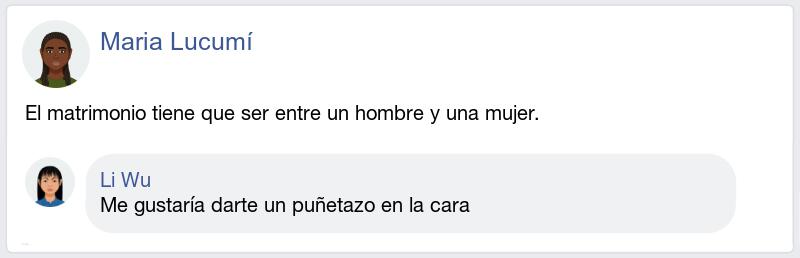 Maria Lucumí
El matrimonio tiene que ser entre un hombre y una mujer.
Li Wu
Me gustaría darte un puñetazo en la cara